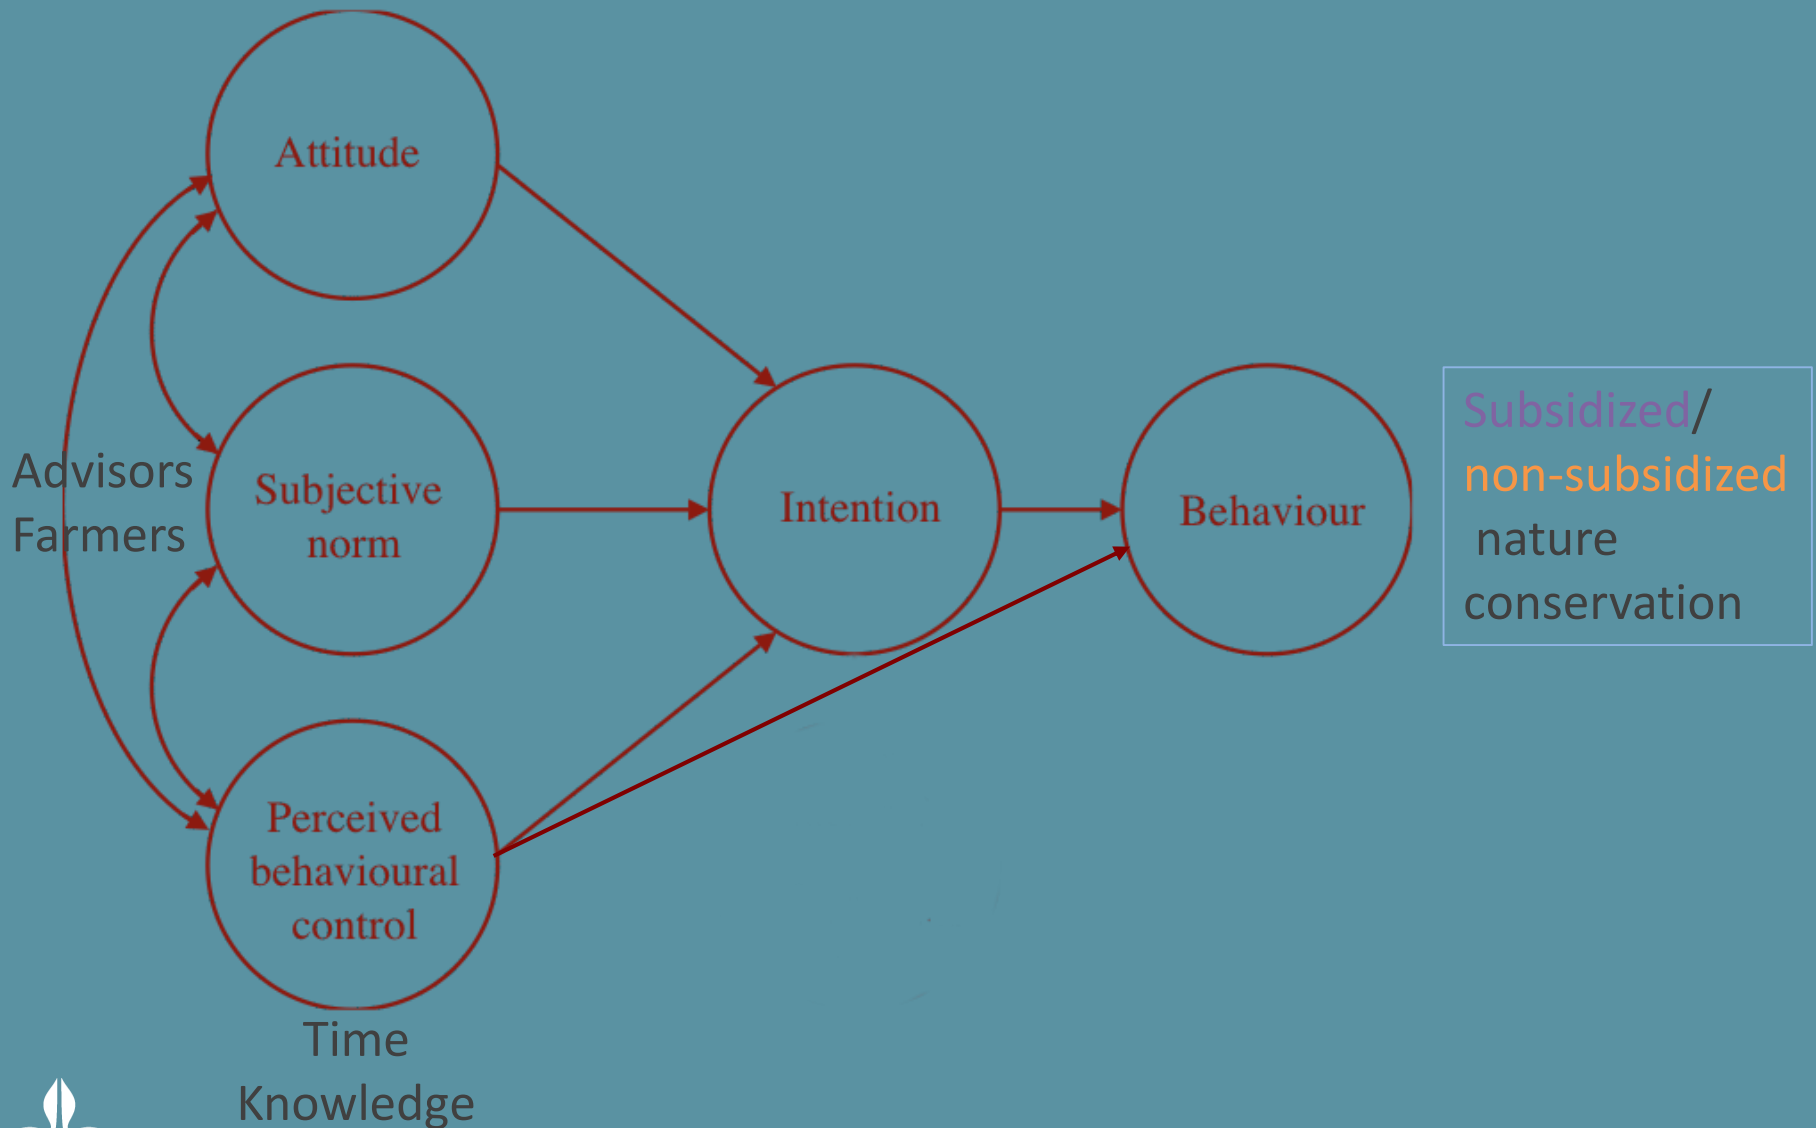 Attitude
Advisors
Farmers
Subjective
norm
Intention
Behaviour
Subsidized/
non-subsidized
nature
conservation
Perceived
behavioural
control
Time
Knowledge